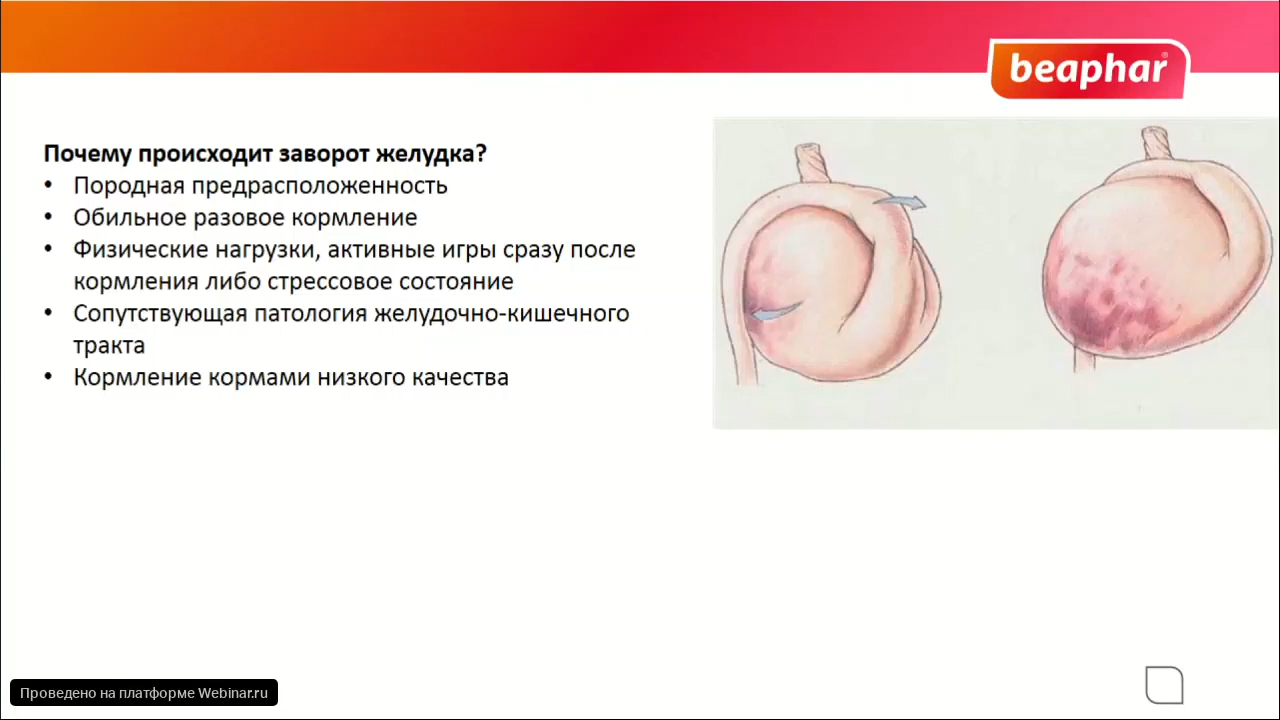 beaphar®
Почему происходит заворот желудка?
• Породная предрасположенность
• Обильное разовое кормление
• Физические нагрузки, активные игры сразу после
кормления либо стрессовое состояние
• Сопутствующая патология желудочно-кишечного
тракта
• Кормление кормами низкого качества
Проведено на платформе Webinar.ru